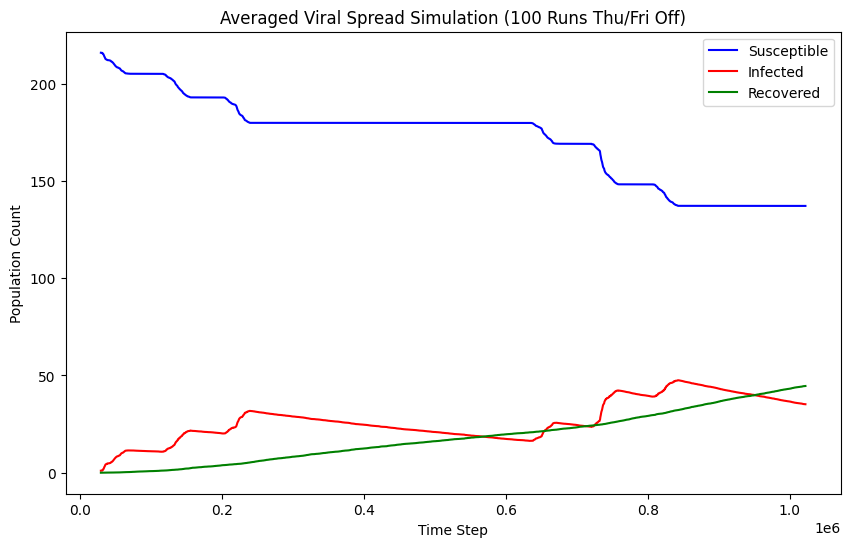 Averaged Viral Spread Simulation (100 Runs Thu/Fri Off)
Susceptible
Infected
Recovered
Population Count
200
150
100
50
0
0.0 0.2 0.4 0.6 0.8 1.0
1e6
Time Step